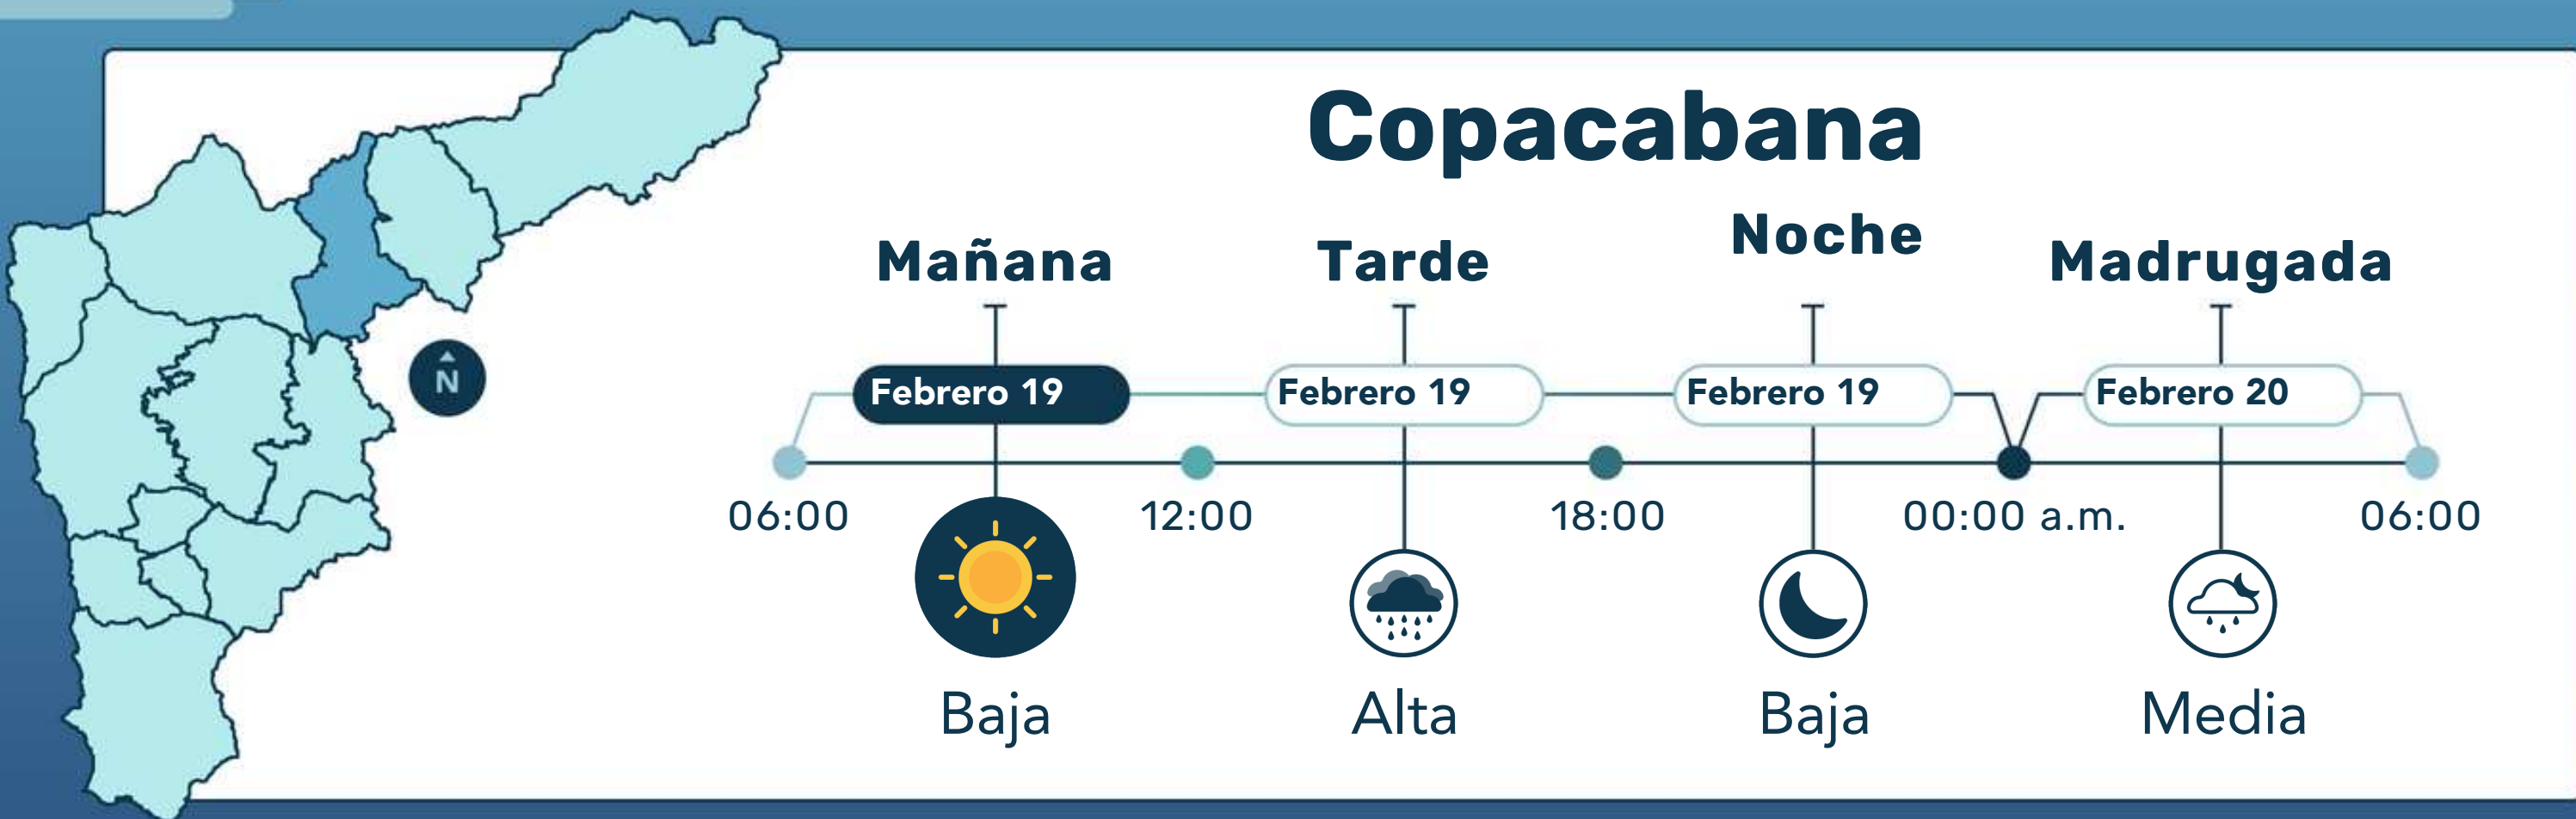 Copacabana
Mañana
Tarde
Noche
Madrugada
Febrero 19
Febrero 19
Febrero 19
Febrero 20
N
06:00
12:00
18:00
00:00 a.m.
06:00
Baja
Alta
Baja
Media